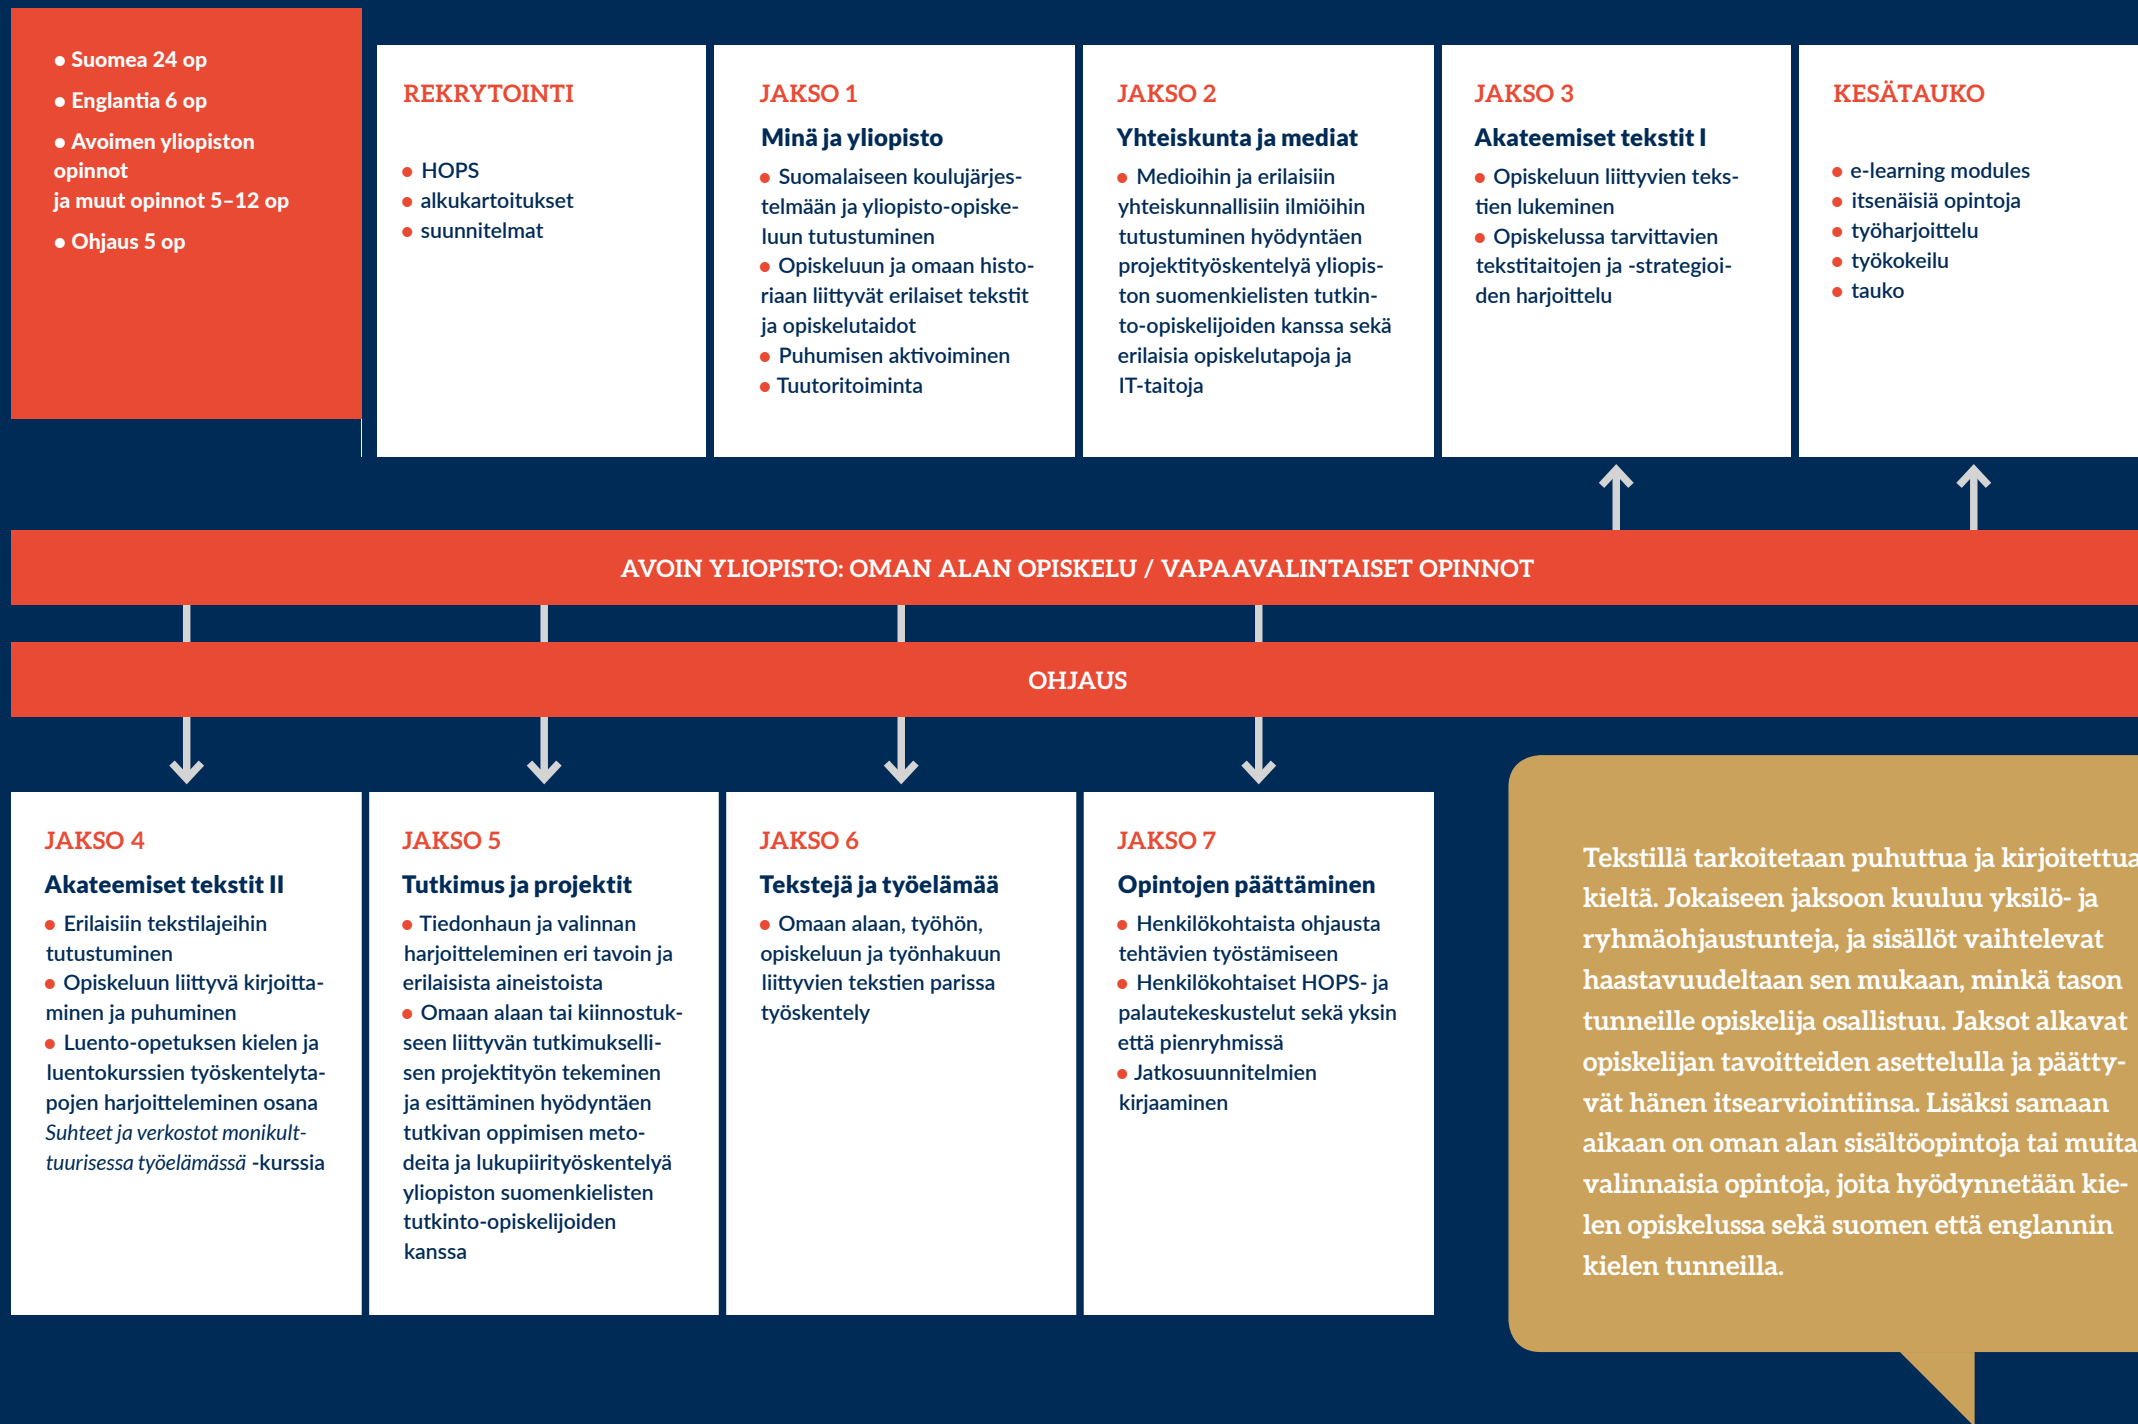 ● Suomea 24 op
● Englantia 6 op
● Avoimen yliopiston
opinnot
ja muut opinnot 5–12 op
● Ohjaus 5 op
REKRYTOINTI
● HOPS
● alkukartoitukset
● suunnitelmat
JAKSO 1
Minä ja yliopisto
● Suomalaiseen koulujärjes-
telmään ja yliopisto-opiske-
luun tutustuminen
● Opiskeluun ja omaan histo-
riaan liittyvät erilaiset tekstit
ja opiskelutaidot
● Puhumisen aktivoiminen
● Tuutoritoiminta
JAKSO 2
Yhteiskunta ja mediat
● Medioihin ja erilaisiin
yhteiskunnallisiin ilmiöihin
tutustuminen hyödyntäen
projektityöskentelyä yliopis-
ton suomenkielisten tutkin-
to-opiskelijoiden kanssa sekä
erilaisia opiskelutapoja ja
IT-taitoja
JAKSO 3
Akateemiset tekstit I
● Opiskeluun liittyvien teks-
tien lukeminen
● Opiskelussa tarvittavien
tekstitaitojen ja -strategioi-
den harjoittelu
KESÄTAUKO
● e-learning modules
● itsenäisiä opintoja
● työharjoittelu
● työkokeilu
● tauko
AVOIN YLIOPISTO: OMAN ALAN OPISKELU / VAPAAVALINTAISET OPINNOT
OHJAUS
JAKSO 4
Akateemiset tekstit II
● Erilaisiin tekstilajeihin
tutustuminen
● Opiskeluun liittyvä kirjoitta-
minen ja puhuminen
● Luento-opetuksen kielen ja
luentokurssien työskentelyta-
pojen harjoitteleminen osana
Suhteet ja verkostot monikult-
tuurisessa työelämässä -kurssia
JAKSO 5
Tutkimus ja projektit
● Tiedonhaun ja valinnan
harjoitteleminen eri tavoin ja
erilaisista aineistoista
● Omaan alaan tai kiinnostuk-
seen liittyvän tutkimukselli-
sen projektityön tekeminen
ja esittäminen hyödyntäen
tutkivan oppimisen meto-
deita ja lukupiirityöskentelyä
yliopiston suomenkielisten
tutkinto-opiskelijoiden
kanssa
JAKSO 6
Tekstejä ja työelämää
● Omaan alaan, työhön,
opiskeluun ja työnhakuun
liittyvien tekstien parissa
työskentely
JAKSO 7
Opintojen päättäminen
● Henkilökohtaista ohjausta
tehtävien työstämiseen
● Henkilökohtaiset HOPS- ja
palautekeskustelut sekä yksin
että pienryhmissä
● Jatkosuunnitelmien
kirjaaminen
Tekstillä tarkoitetaan puhuttua ja kirjoitettua
kieltä. Jokaiseen jaksoon kuuluu yksilö- ja
ryhmäohjaustunteja, ja sisällöt vaihtelevat
haastavuudeltaan sen mukaan, minkä tason
tunneille opiskelija osallistuu. Jaksot alkavat
opiskelijan tavoitteiden asettelulla ja päätty-
vät hänen itsearviointiinsa. Lisäksi samaan
aikaan on oman alan sisältöopintoja tai muita
valinnaisia opintoja, joita hyödynnetään kie-
len opiskelussa sekä suomen että englannin
kielen tunneilla.